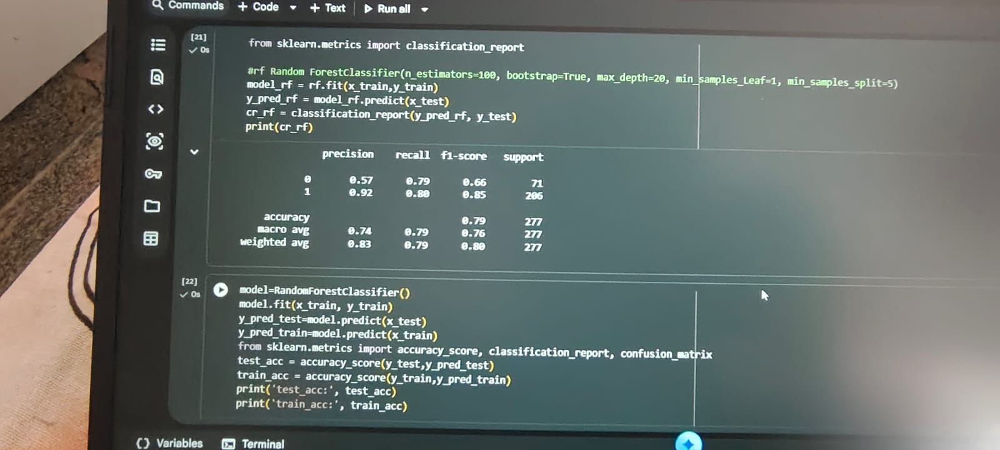 Commands + Code + Text Run all
[21]
0s
from sklearn.metrics import classification_report
#rf Random ForestClassifier(n_estimators=100, bootstrap=True, max_depth=20, min_samples_Leaf=1, min_samples_split=5)
model_rf = rf.fit(x_train,y_train)
y_pred_rf = model_rf.predict(x_test)
cr_rf = classification_report(y_pred_rf, y_test)
print(cr_rf)
precision recall f1-score support
0 0.57 0.79 0.66 71
1 0.92 0.80 0.85 206
accuracy 0.79 277
macro avg 0.74 0.79 0.76 277
weighted avg 0.83 0.79 0.80 277
[22]
0s
model=RandomForestClassifier()
model.fit(x_train, y_train)
y_pred_test=model.predict(x_test)
y_pred_train=model.predict(x_train)
from sklearn.metrics import accuracy_score, classification_report, confusion_matrix
test_acc = accuracy_score(y_test,y_pred_test)
train_acc = accuracy_score(y_train,y_pred_train)
print('test_acc:', test_acc)
print('train_acc:', train_acc)
Variables Terminal